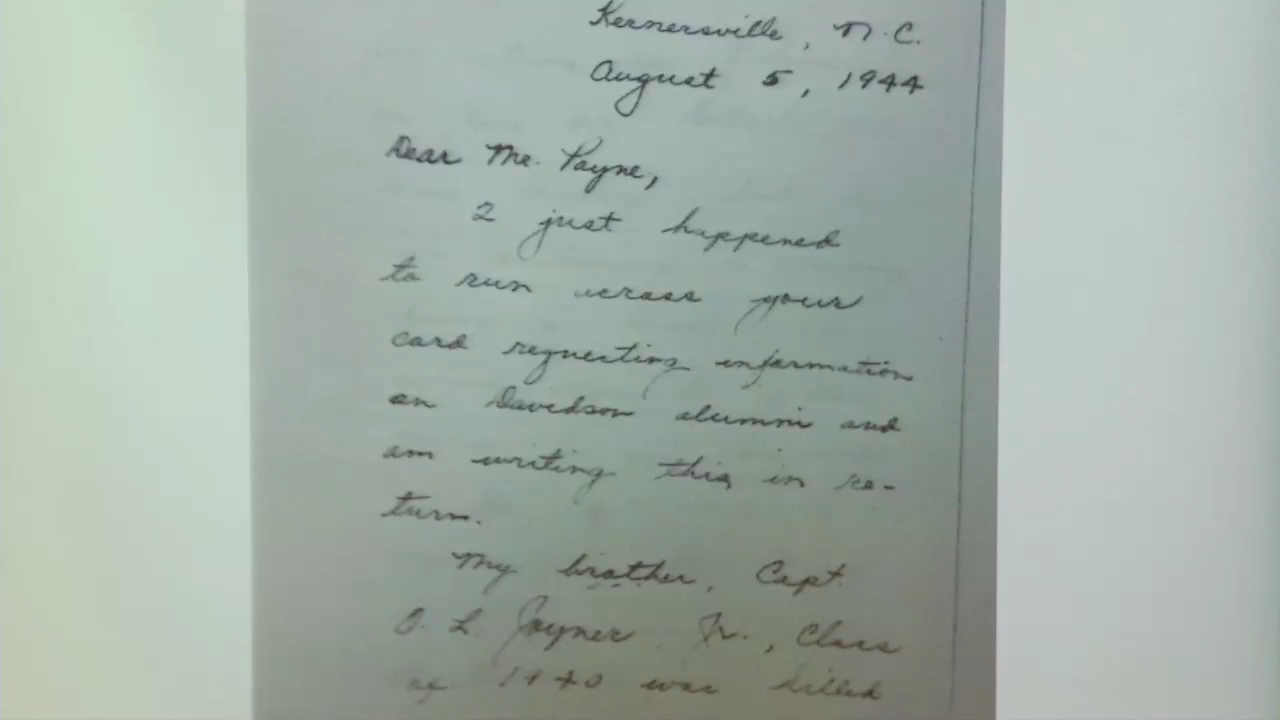 Kernersville, N.C.
August 5, 1944
Dear Mr. Payne,
I just happened
to run across your
card requesting information
on Davidson alumni and
am writing this in re-
turn.
My brother, Capt.
O. L. Joyner Jr., Class
of 1940 was killed